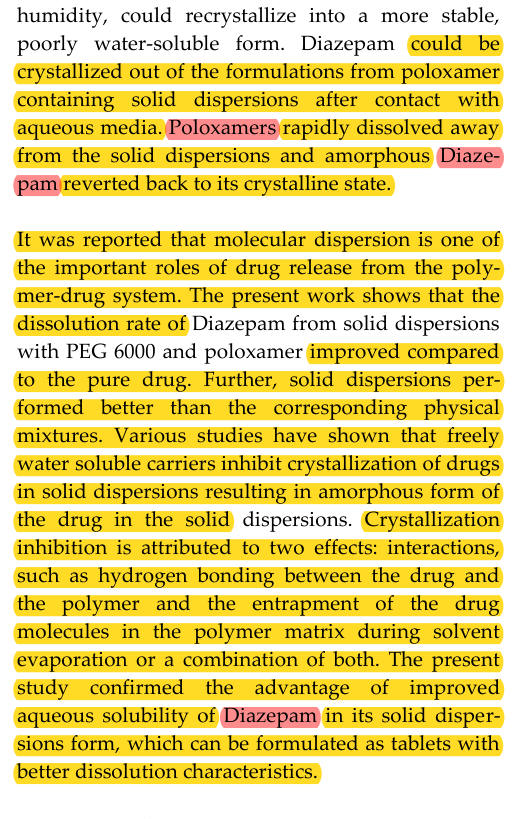 humidity, could recrystallize into a more stable,
poorly water-soluble form. Diazepam could be
crystallized out of the formulations from poloxamer
containing solid dispersions after contact with
aqueous media. Poloxamers rapidly dissolved away
from the solid dispersions and amorphous Diaze-
pam reverted back to its crystalline state.
It was reported that molecular dispersion is one of
the important roles of drug release from the poly-
mer-drug system. The present work shows that the
dissolution rate of Diazepam from solid dispersions
with PEG 6000 and poloxamer improved compared
to the pure drug. Further, solid dispersions per-
formed better than the corresponding physical
mixtures. Various studies have shown that freely
water soluble carriers inhibit crystallization of drugs
in solid dispersions resulting in amorphous form of
the drug in the solid dispersions. Crystallization
inhibition is attributed to two effects: interactions,
such as hydrogen bonding between the drug and
the polymer and the entrapment of the drug
molecules in the polymer matrix during solvent
evaporation or a combination of both. The present
study confirmed the advantage of improved
aqueous solubility of Diazepam in its solid disper-
sions form, which can be formulated as tablets with
better dissolution characteristics.